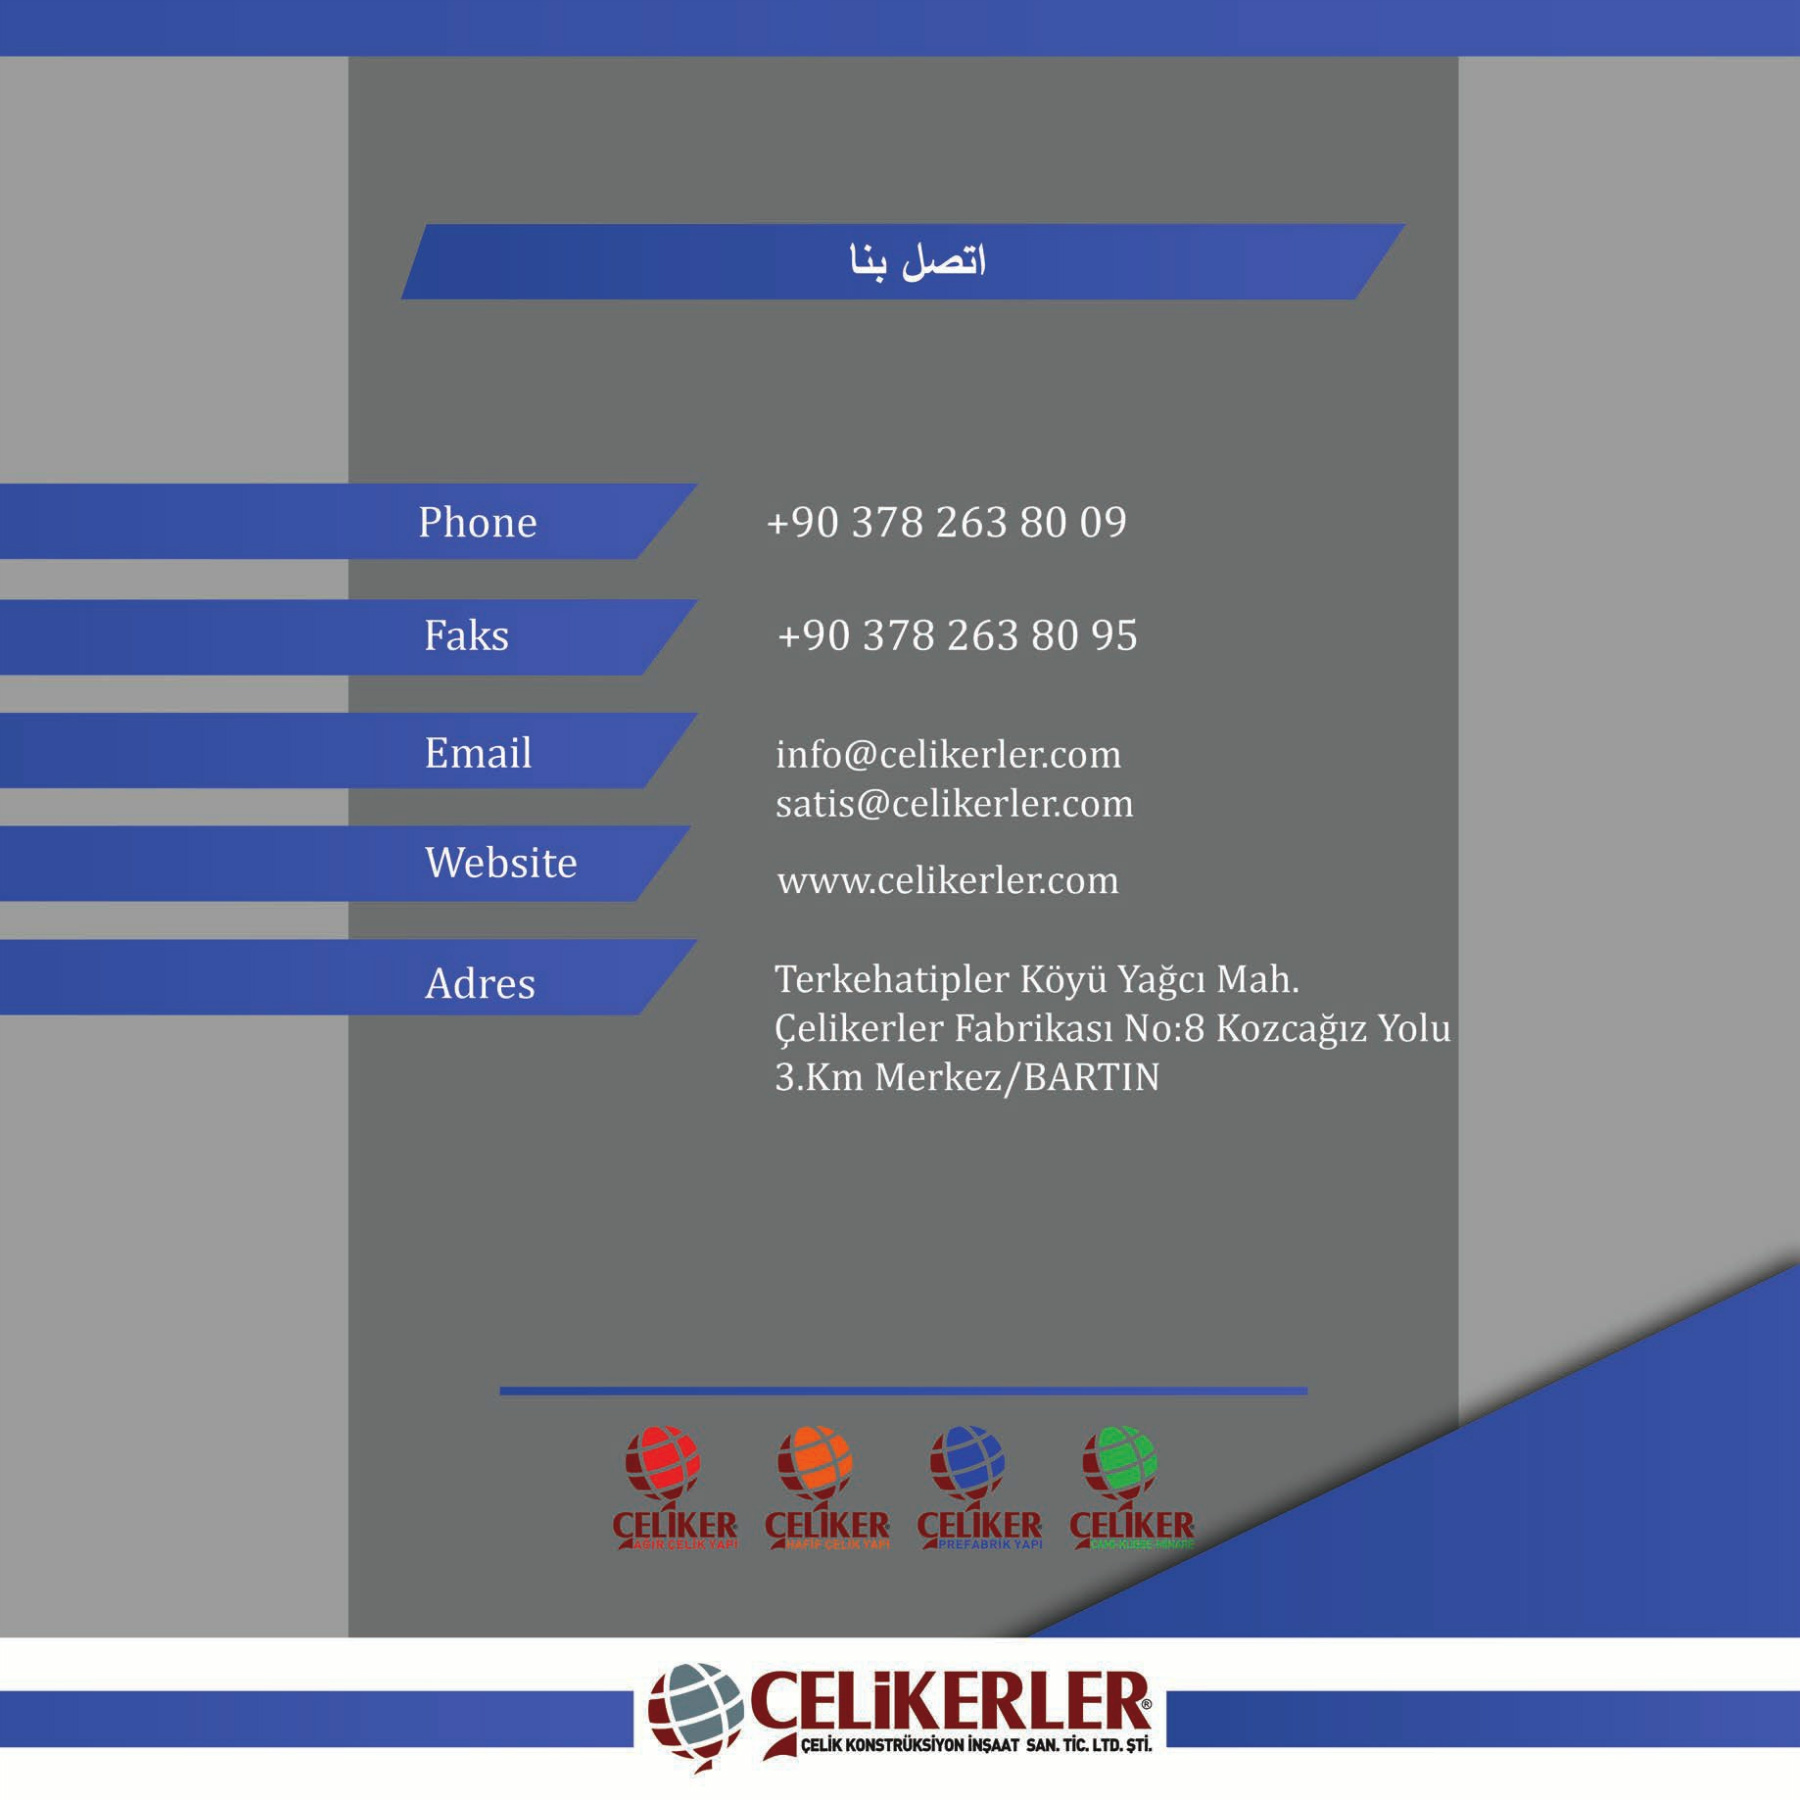 اتصل بنا
Phone
+90 378 263 80 09
Faks
+90 378 263 80 95
Email
info@celikerler.com
satis@celikerler.com
Website
www.celikerler.com
Adres
Terkehatipler Köyü Yağcı Mah.
Çelikerler Fabrikası No:8 Kozcağız Yolu
3.Km Merkez/BARTIN
ÇELİKER®
AĞIR ÇELİK YAPI
ÇELİKER®
HAFİF ÇELİK YAPI
ÇELİKER®
PREFABRİK YAPI
ÇELİKER®
ÇELiKERLER®
ÇELİK KONSTRÜKSİYON İNŞAAT SAN. TİC. LTD. ŞTİ.